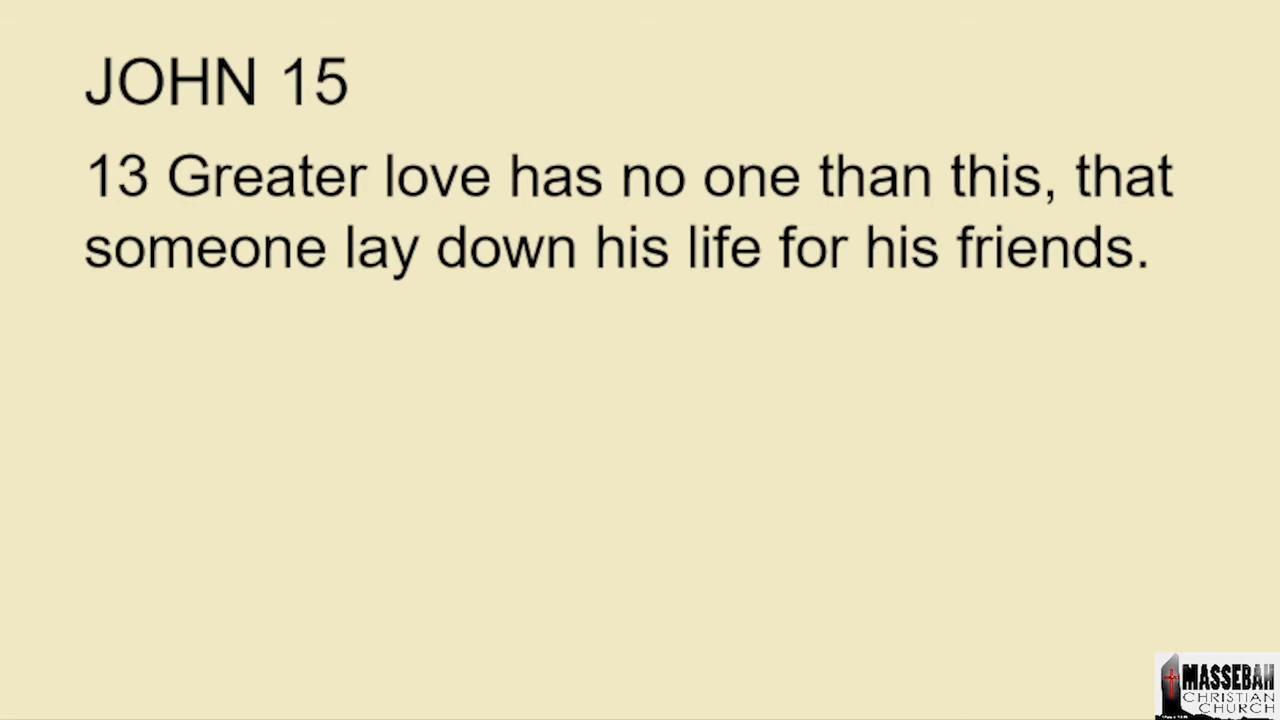 JOHN 15
13 Greater love has no one than this, that
someone lay down his life for his friends.
MASSEBAH
CHRISTIAN
CHURCH